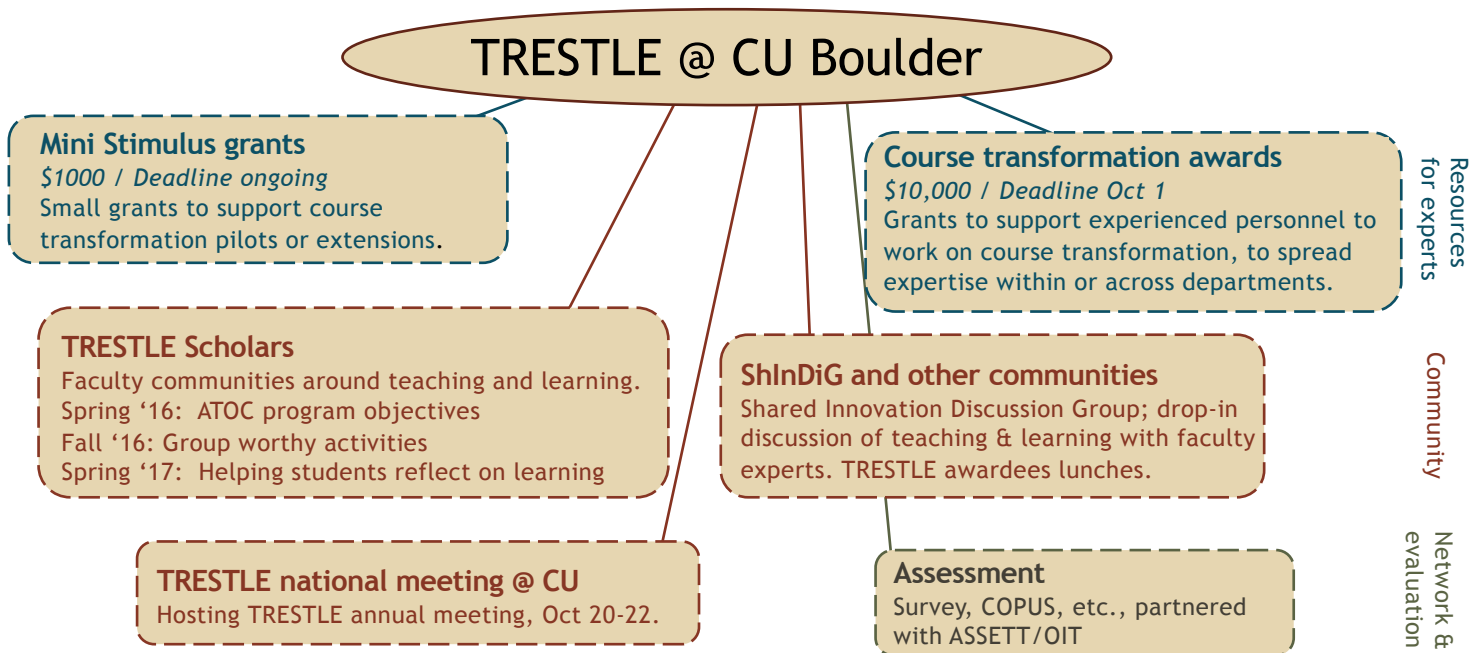 TRESTLE @ CU Boulder
Mini Stimulus grants
$1000 / Deadline ongoing
Small grants to support course
transformation pilots or extensions.
Course transformation awards
$10,000 / Deadline Oct 1
Grants to support experienced personnel to
work on course transformation, to spread
expertise within or across departments.
Resources
for experts
TRESTLE Scholars
Faculty communities around teaching and learning.
Spring ‘16:  ATOC program objectives
Fall ‘16: Group worthy activities
Spring ‘17:  Helping students reflect on learning
ShInDiG and other communities
Shared Innovation Discussion Group; drop-in
discussion of teaching & learning with faculty
experts. TRESTLE awardees lunches.
Community
TRESTLE national meeting @ CU
Hosting TRESTLE annual meeting, Oct 20-22.
Assessment
Survey, COPUS, etc., partnered
with ASSETT/OIT
Network &
evaluation